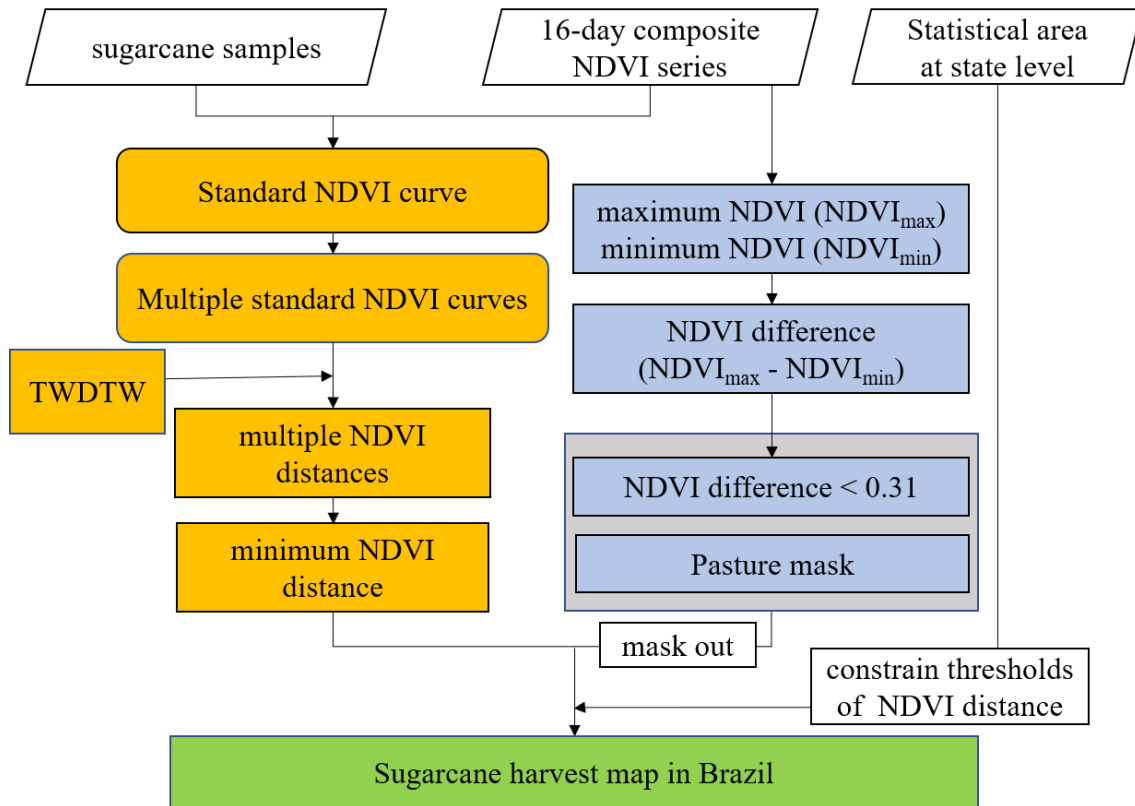 sugarcane samples
16-day composite
NDVI series
Statistical area
at state level
Standard NDVI curve
maximum NDVI (NDVImax)
minimum NDVI (NDVImin)
Multiple standard NDVI curves
NDVI difference
(NDVImax - NDVImin)
TWDTW
multiple NDVI
distances
NDVI difference < 0.31
minimum NDVI
distance
Pasture mask
mask out
constrain thresholds
of NDVI distance
Sugarcane harvest map in Brazil